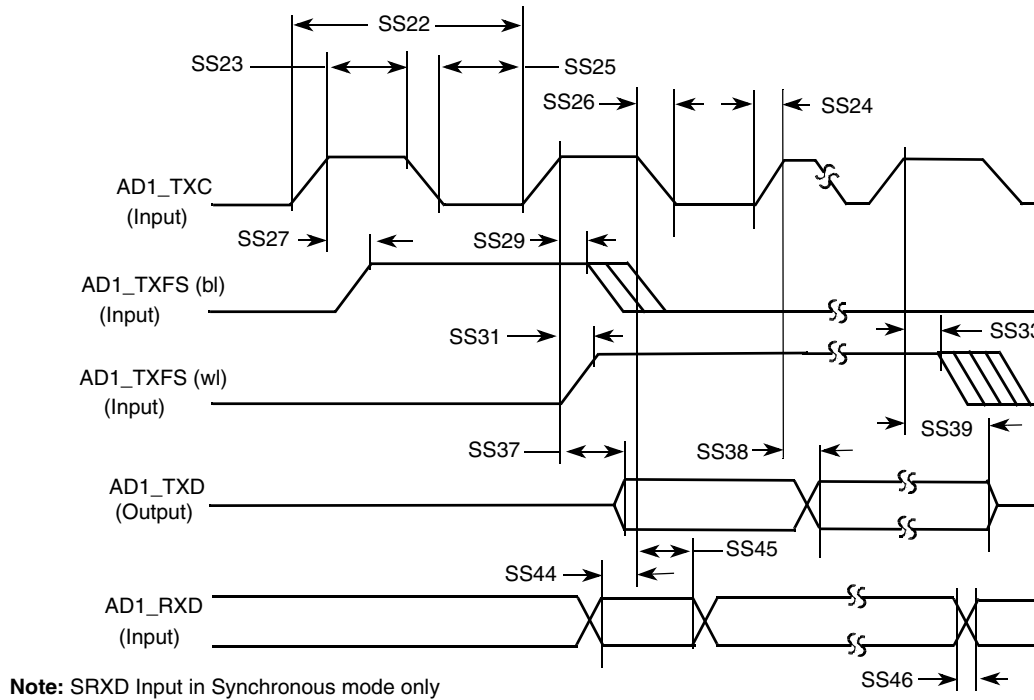 SS22
SS23
SS25
SS26
SS24
AD1_TXC
(Input)
SS27
SS29
AD1_TXFS (bl)
(Input)
SS31
SS33
AD1_TXFS (wl)
(Input)
SS37
SS38
SS39
AD1_TXD
(Output)
SS45
SS44
AD1_RXD
(Input)
SS46
Note: SRXD Input in Synchronous mode only